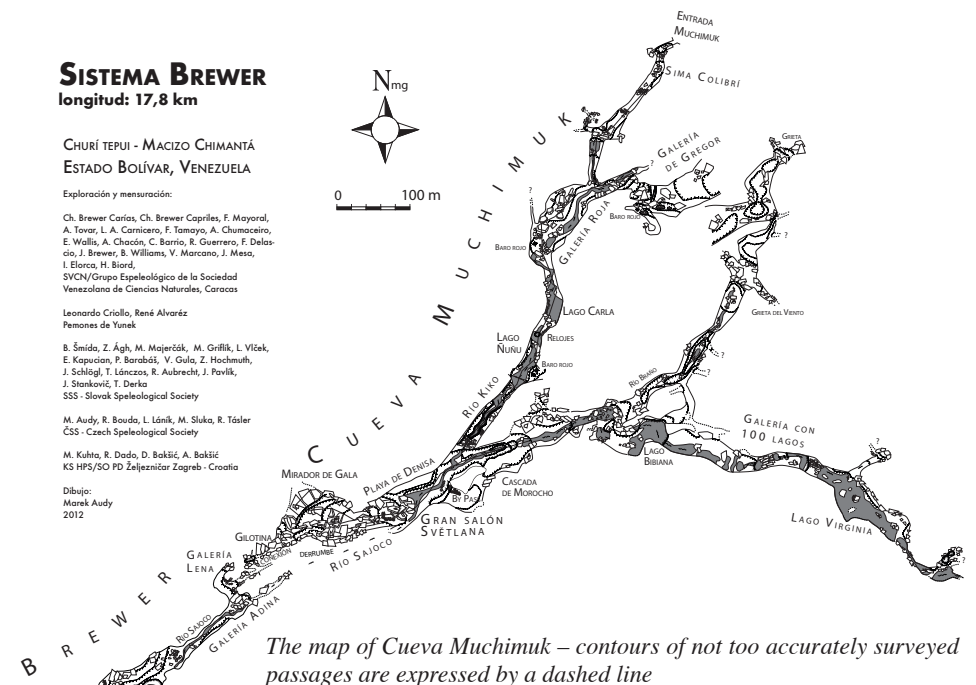 SISTEMA BREWER
longitud: 17,8 km
CHURÍ TEPUI - MACIZO CHIMANTÁ
ESTADO BOLÍVAR, VENEZUELA
Exploración y mensuración:
Ch. Brewer Carías, Ch. Brewer Capriles, F. Mayoral,
A. Tovar, L. A. Carnicero, F. Tamayo, A. Chumaceiro,
E. Wallis, A. Chacón, C. Barrio, R. Guerrero, F. Delas-
cio, J. Brewer, B. Williams, V. Marcano, J. Mesa,
I. Elorca, H. Biord,
SVCN/Grupo Espeleológico de la Sociedad
Venezolana de Ciencias Naturales, Caracas
Leonardo Criollo, René Alvaréz
Pemones de Yunek
B. Šmída, Z. Ágh, M. Majerčák, M. Griflík, L. Vlček,
E. Kapucian, P. Barabáš, V. Gula, Z. Hochmuth,
J. Schlögl, T. Lánczos, R. Aubrecht, J. Pavlík,
J. Stankovič, T. Derka
SSS - Slovak Speleological Society
M. Audy, R. Bouda, L. Láník, M. Sluka, R. Tásler
ČSS - Czech Speleological Society
M. Kuhta, R. Dado, D. Bakšić, A. Bakšić
KS HPS/SO PD Željezničar Zagreb - Croatia
Dibujo:
Marek Audy
2012
Nmg
0 100 m
ENTRADA
MUCHIMUK
SIMA COLIBRÍ
CUEVA MUCHIMUK
GALERÍA
DE GREGOR
GRIETA
?
?
BARO ROJO
GALERÍA ROJA
BARO ROJO
?
GRIETA DEL VIENTO
LAGO CARLA
LAGO
ÑUÑU
RELOJES
BARO ROJO
?
RÍO KIKO
RÍO BRAŇO
?
GALERÍA CON
100 LAGOS
?
LAGO
BIBIANA
LAGO VIRGINIA
?
MIRADOR DE GALA
PLAYA DE DENISA
CASCADA
DE MOROCHO
BY PAS
GRAN SALÓN
SVĚTLANA
GILOTINA
CONEXIÓN
DERRUMBE
RÍO SAJOCO
GALERÍA
LENA
RÍO SAJOCO
GALERÍA ADINA
BREWER
The map of Cueva Muchimuk – contours of not too accurately surveyed
passages are expressed by a dashed line